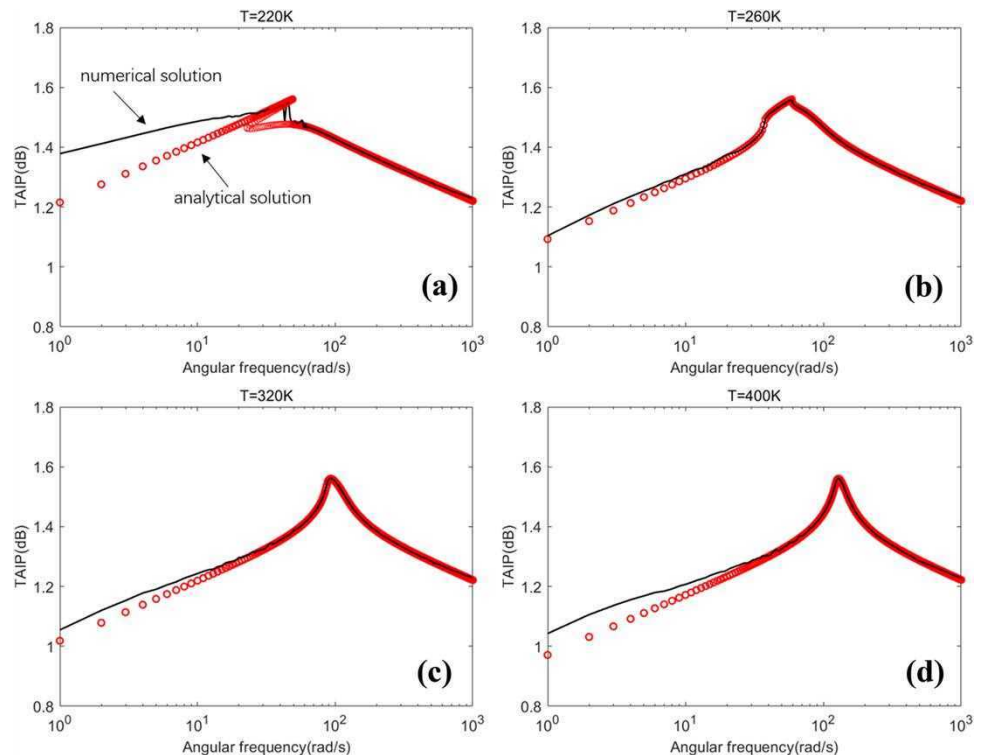 T=220K
1.8
1.6
1.4
1.2
1
0.8
TAIP(dB)
numerical solution
analytical solution
(a)
10^0
10^1
10^2
10^3
Angular frequency(rad/s)
T=260K
1.8
1.6
1.4
1.2
1
0.8
TAIP(dB)
(b)
10^0
10^1
10^2
10^3
Angular frequency(rad/s)
T=320K
1.8
1.6
1.4
1.2
1
0.8
TAIP(dB)
(c)
10^0
10^1
10^2
10^3
Angular frequency(rad/s)
T=400K
1.8
1.6
1.4
1.2
1
0.8
TAIP(dB)
(d)
10^0
10^1
10^2
10^3
Angular frequency(rad/s)